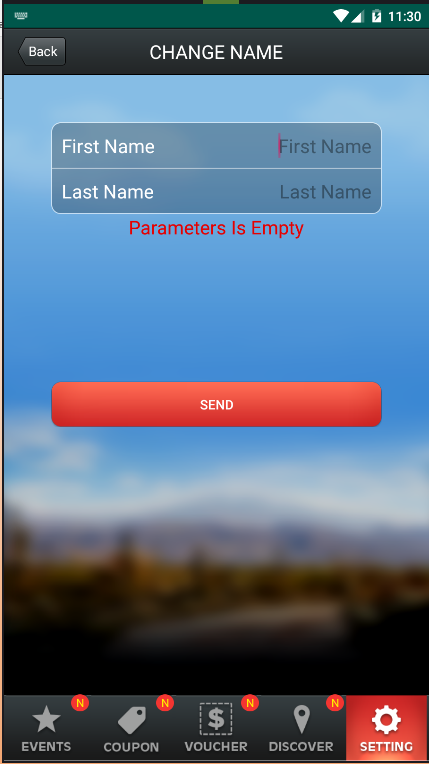 11:30
Back
CHANGE NAME
First Name First Name
Last Name Last Name
Parameters Is Empty
SEND
N N N N
EVENTS COUPON VOUCHER DISCOVER SETTING